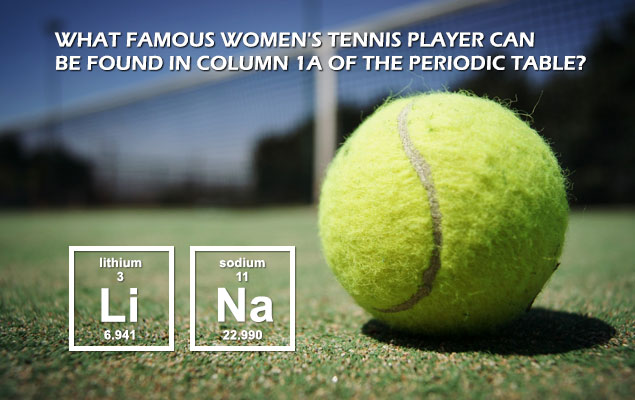 WHAT FAMOUS WOMEN'S TENNIS PLAYER CAN
BE FOUND IN COLUMN 1A OF THE PERIODIC TABLE?
lithium
3
Li
6.941
sodium
11
Na
22.990